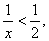 1/x < 1/2,